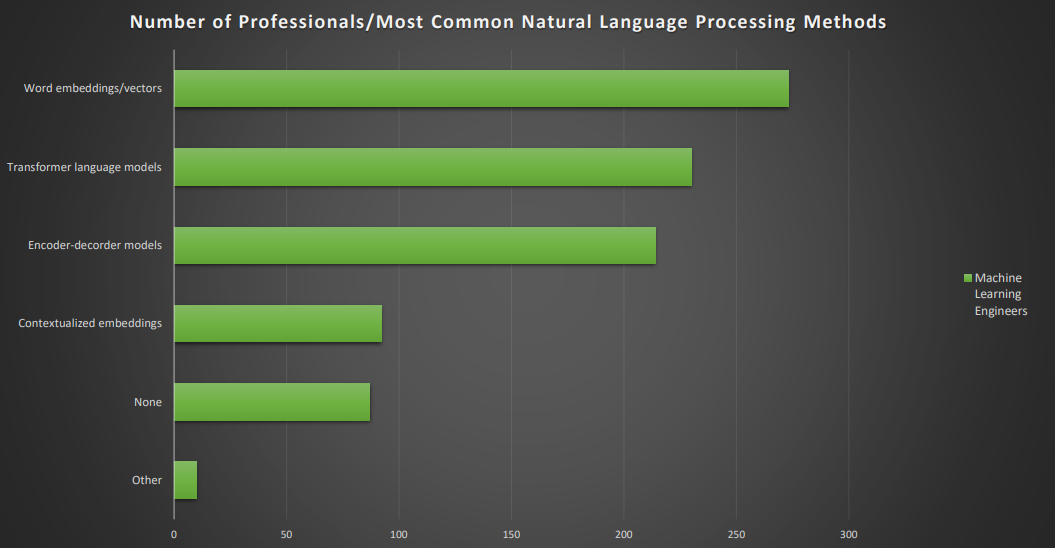 Number of Professionals/Most Common Natural Language Processing Methods
Word embeddings/vectors
Transformer language models
Encoder-decorder models
Contextualized embeddings
None
Other
0 50 100 150 200 250 300
Machine
Learning
Engineers